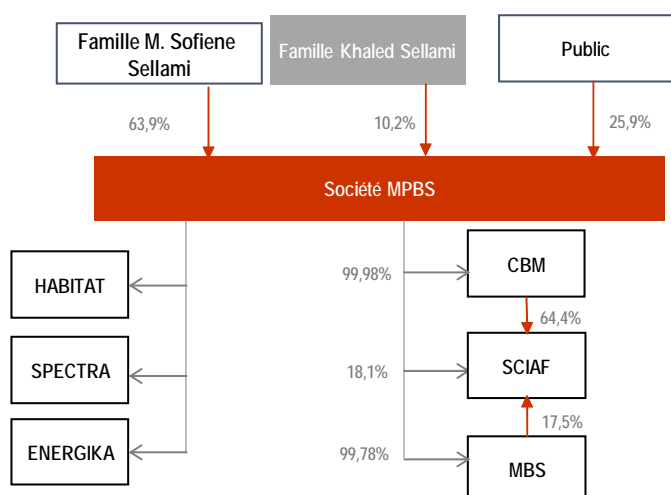 Famille M. Sofiene
Sellami
Famille Khaled Sellami
Public
63,9%
10,2%
25,9%
Société MPBS
HABITAT
99,98%
CBM
64,4%
SPECTRA
18,1%
SCIAF
17,5%
ENERGIKA
99,78%
MBS